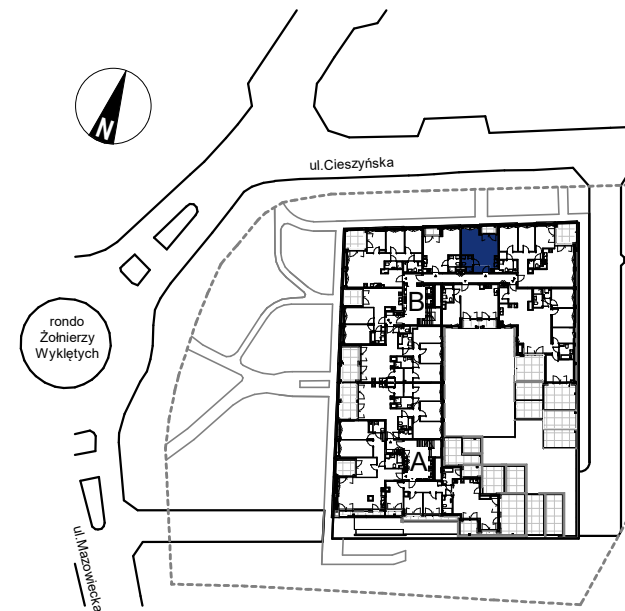 N
ul.Cieszyńska
B
rondo
Żołnierzy
Wyklętych
A
ul.Mazowiecka